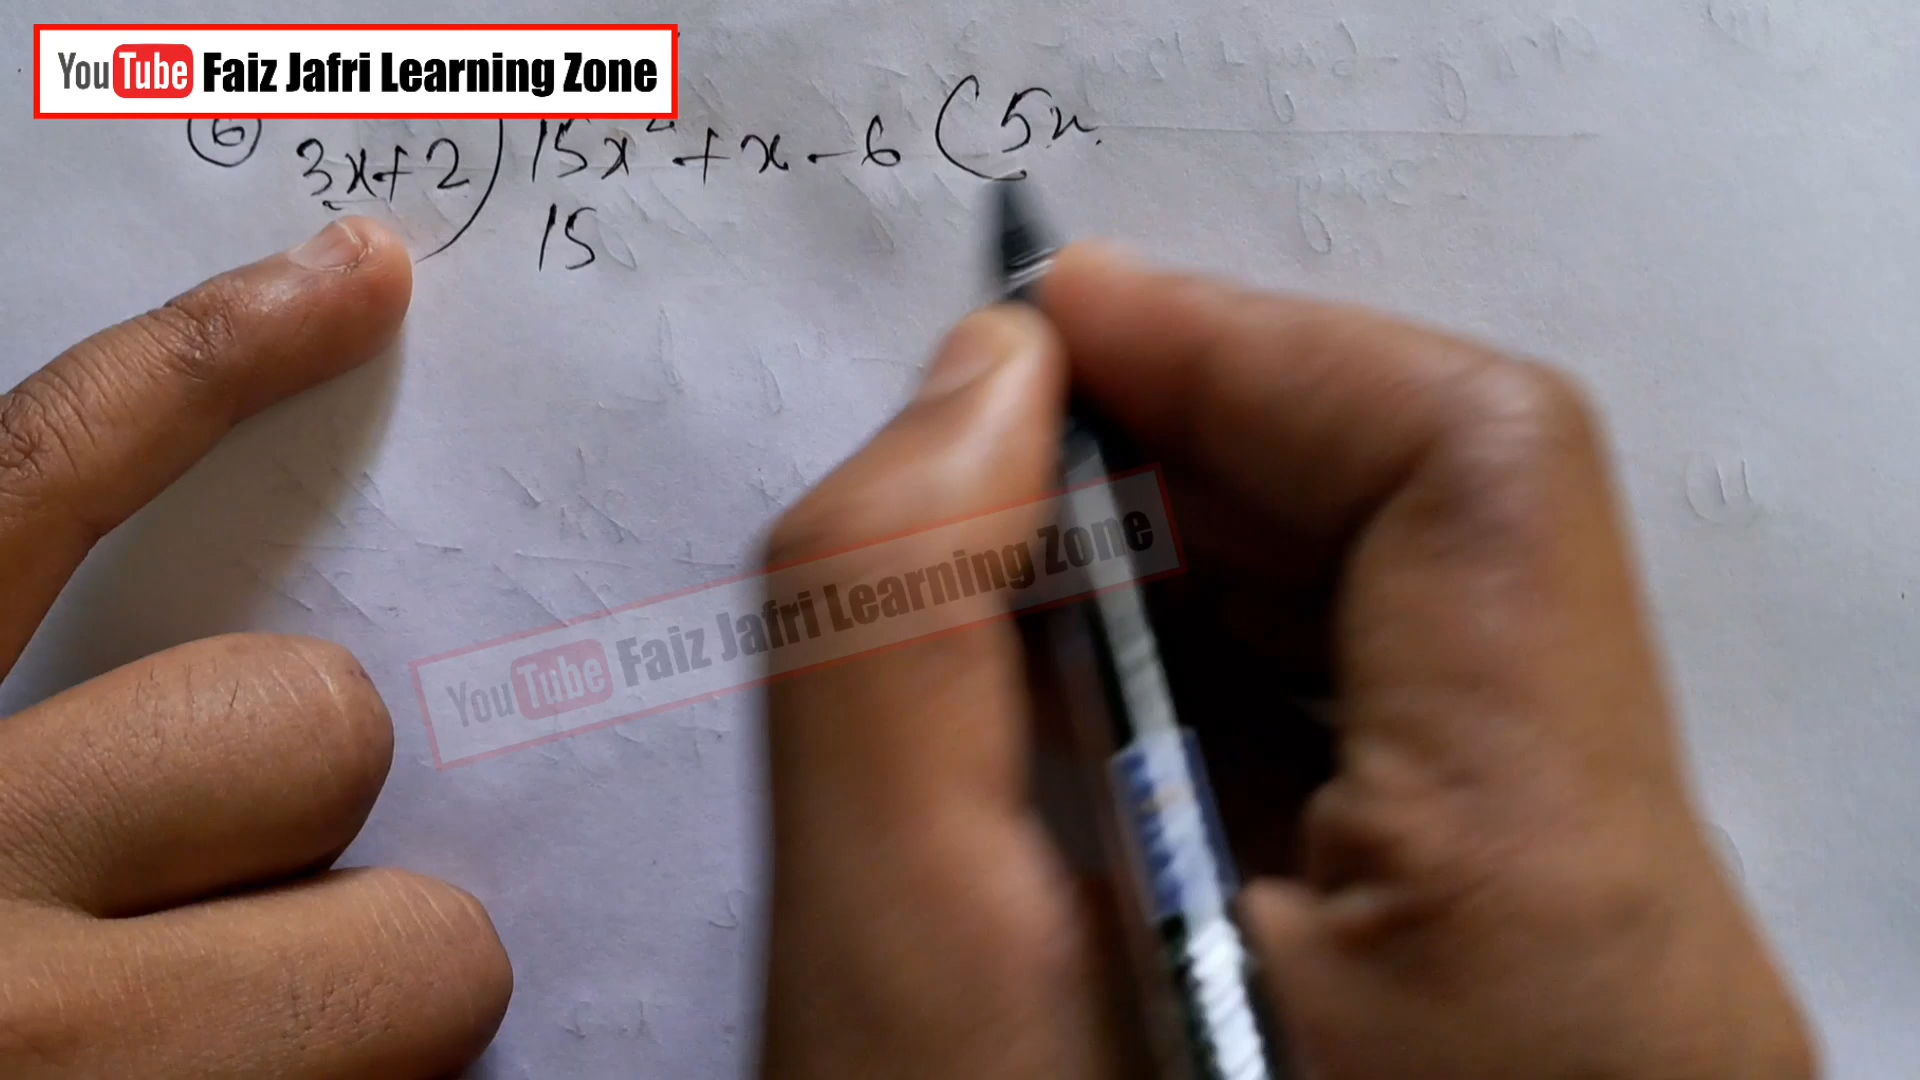 YouTube Faiz Jafri Learning Zone
6 3x+2 ) 15x² + x - 6 ( 5x
15
YouTube Faiz Jafri Learning Zone